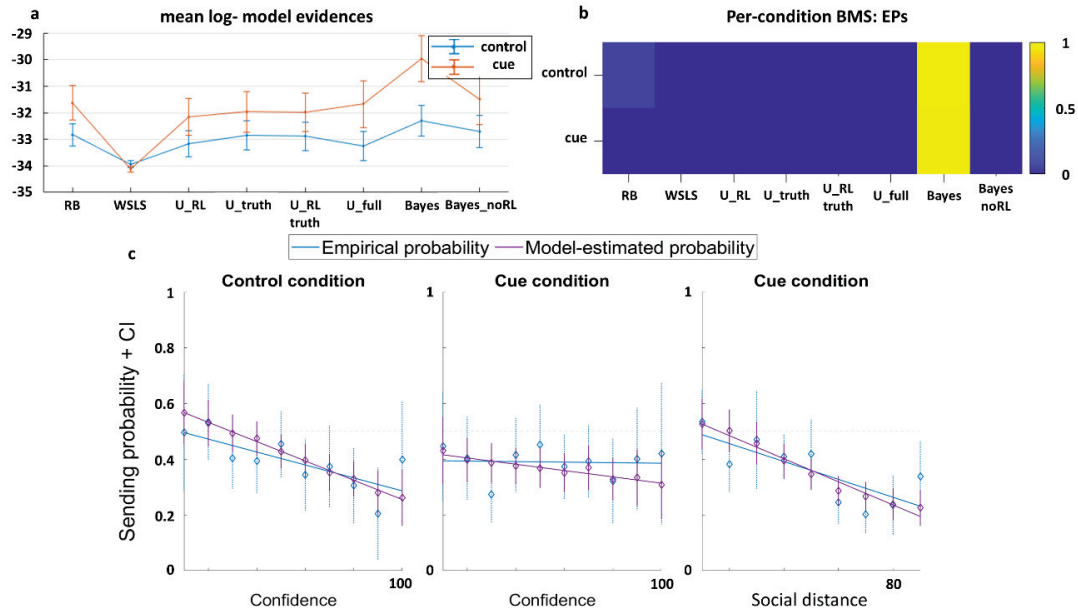 a
mean log- model evidences
-29
-30
-31
-32
-33
-34
-35
control
cue
RB
WSLS
U_RL
U_truth
U_RL
truth
U_full
Bayes
Bayes_noRL
b
Per-condition BMS: EPs
control
cue
RB
WSLS
U_RL
U_truth
U_RL
truth
U_full
Bayes
Bayes
noRL
1
0.5
0
Empirical probability
Model-estimated probability
c
Control condition
Cue condition
Cue condition
Sending probability + CI
1
0.8
0.6
0.4
0.2
0
100
Confidence
1
0
100
Confidence
1
0
80
Social distance